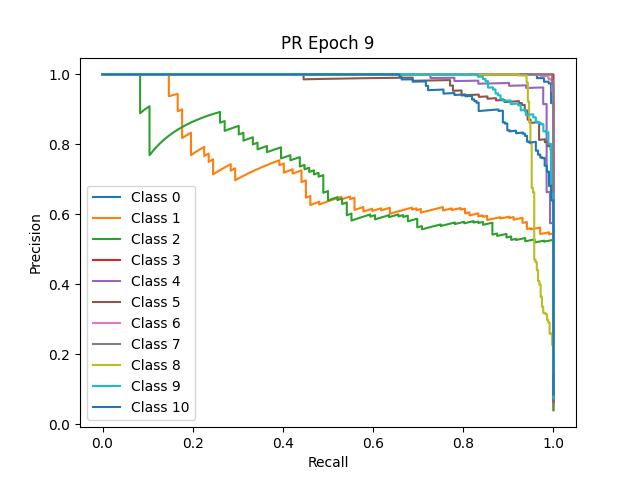 PR Epoch 9
1.0
0.8
0.6
0.4
0.2
0.0
Precision
Class 0
Class 1
Class 2
Class 3
Class 4
Class 5
Class 6
Class 7
Class 8
Class 9
Class 10
0.0 0.2 0.4 0.6 0.8 1.0
Recall